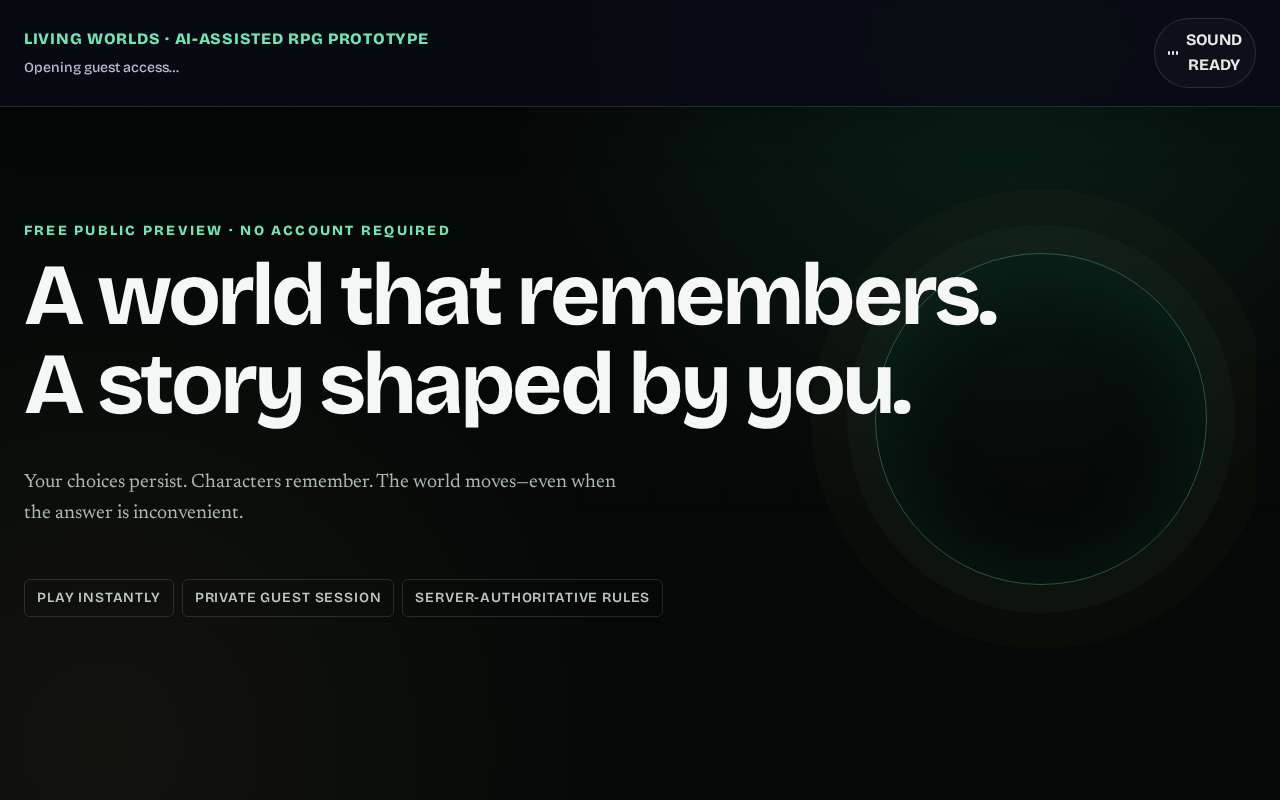 LIVING WORLDS · AI-ASSISTED RPG PROTOTYPE
Opening guest access...
SOUND
READY
FREE PUBLIC PREVIEW · NO ACCOUNT REQUIRED
A world that remembers.
A story shaped by you.
Your choices persist. Characters remember. The world moves—even when
the answer is inconvenient.
PLAY INSTANTLY
PRIVATE GUEST SESSION
SERVER-AUTHORITATIVE RULES